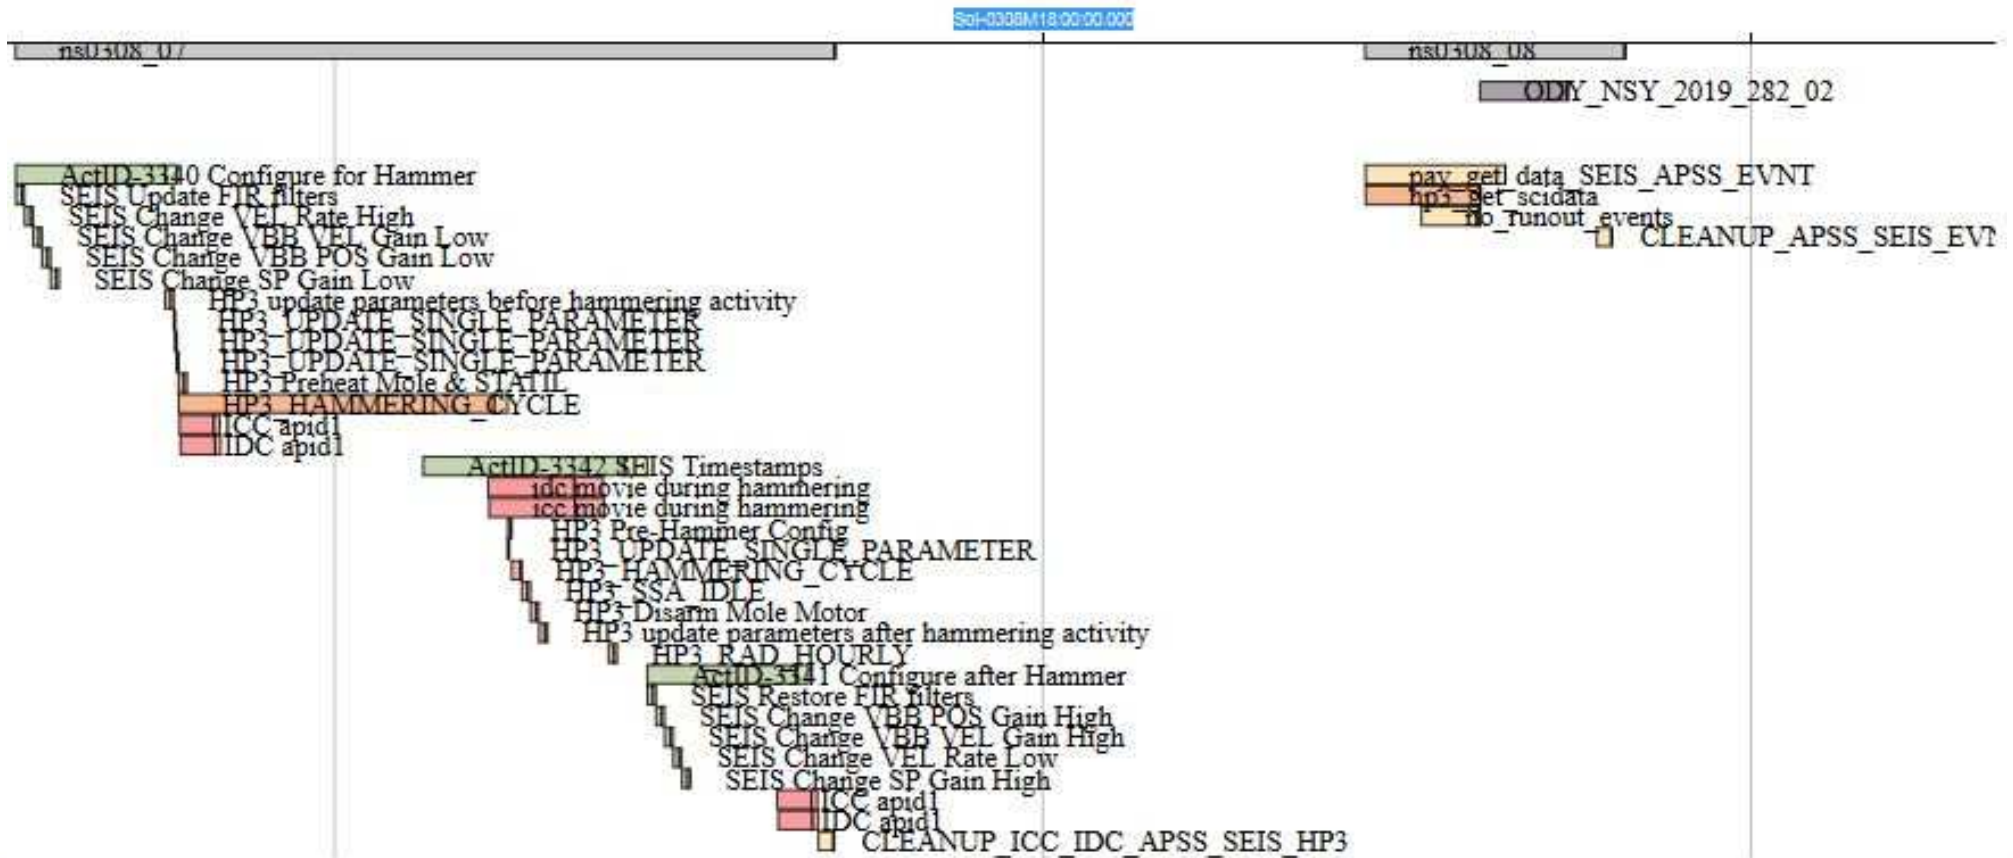 Sol-0308M18:00:00.000
ns0308_07
ns0308_08
ODY_NSY_2019_282_02
ActID-3340 Configure for Hammer
pay_get_data_SEIS_APSS_EVNT
SEIS Update FIR filters
hp3_get_scidata
SEIS Change VEL Rate High
no_runout_events
SEIS Change VBB VEL Gain Low
CLEANUP_APSS_SEIS_EV
SEIS Change VBB POS Gain Low
SEIS Change SP Gain Low
HP3 update parameters before hammering activity
HP3_UPDATE_SINGLE_PARAMETER
HP3_UPDATE_SINGLE_PARAMETER
HP3_UPDATE_SINGLE_PARAMETER
HP3 Preheat Mole & STATIL
HP3_HAMMERING_CYCLE
ICC apid1
IDC apid1
ActID-3342 SEIS Timestamps
idc movie during hammering
icc movie during hammering
HP3 Pre-Hammer Config
HP3_UPDATE_SINGLE_PARAMETER
HP3_HAMMERING_CYCLE
HP3_SSA_IDLE
HP3 Disarm Mole Motor
HP3 update parameters after hammering activity
HP3_RAD_HOURLY
ActID-3341 Configure after Hammer
SEIS Restore FIR filters
SEIS Change VBB POS Gain High
SEIS Change VBB VEL Gain High
SEIS Change VEL Rate Low
SEIS Change SP Gain High
ICC apid1
IDC apid1
CLEANUP_ICC_IDC_APSS_SEIS_HP3